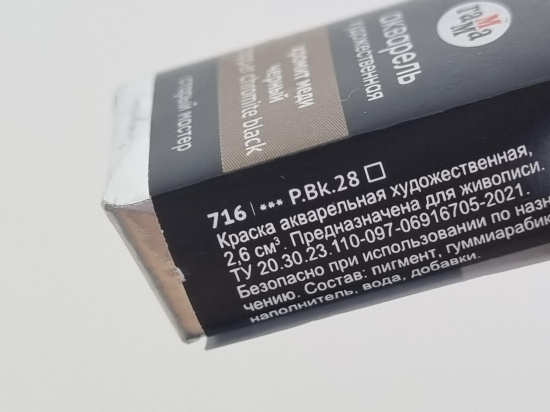 ГАММА
акварель
художественная
хромит меди
черный
chromite black
старый мастер
716 | *** P.Bk.28 □
Краска акварельная художественная,
2,6 см³. Предназначена для живописи.
ТУ 20.30.23.110-097-06916705-2021.
Безопасно при использовании по назна-
чению. Состав: пигмент, гуммиарабик,
наполнитель, вода, добавки.